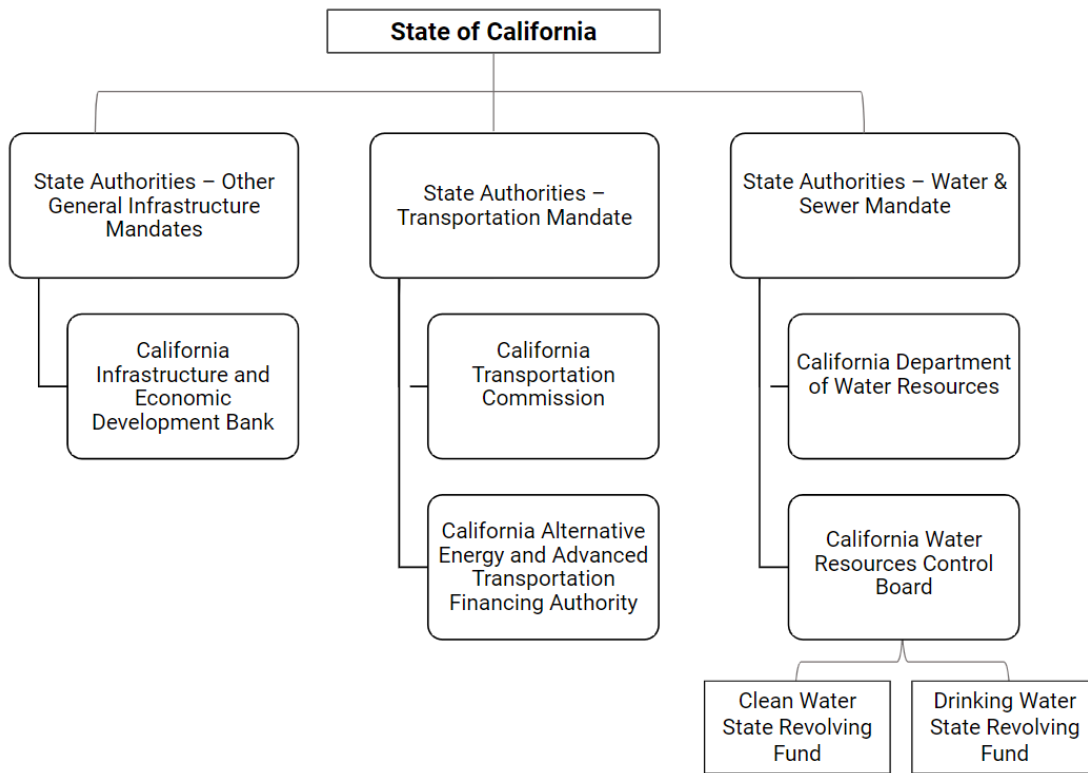 State of California
State Authorities – Other
General Infrastructure
Mandates
State Authorities –
Transportation Mandate
State Authorities – Water &
Sewer Mandate
California
Infrastructure and
Economic
Development Bank
California
Transportation
Commission
California Department
of Water Resources
California Alternative
Energy and Advanced
Transportation
Financing Authority
California Water
Resources Control
Board
Clean Water
State Revolving
Fund
Drinking Water
State Revolving
Fund